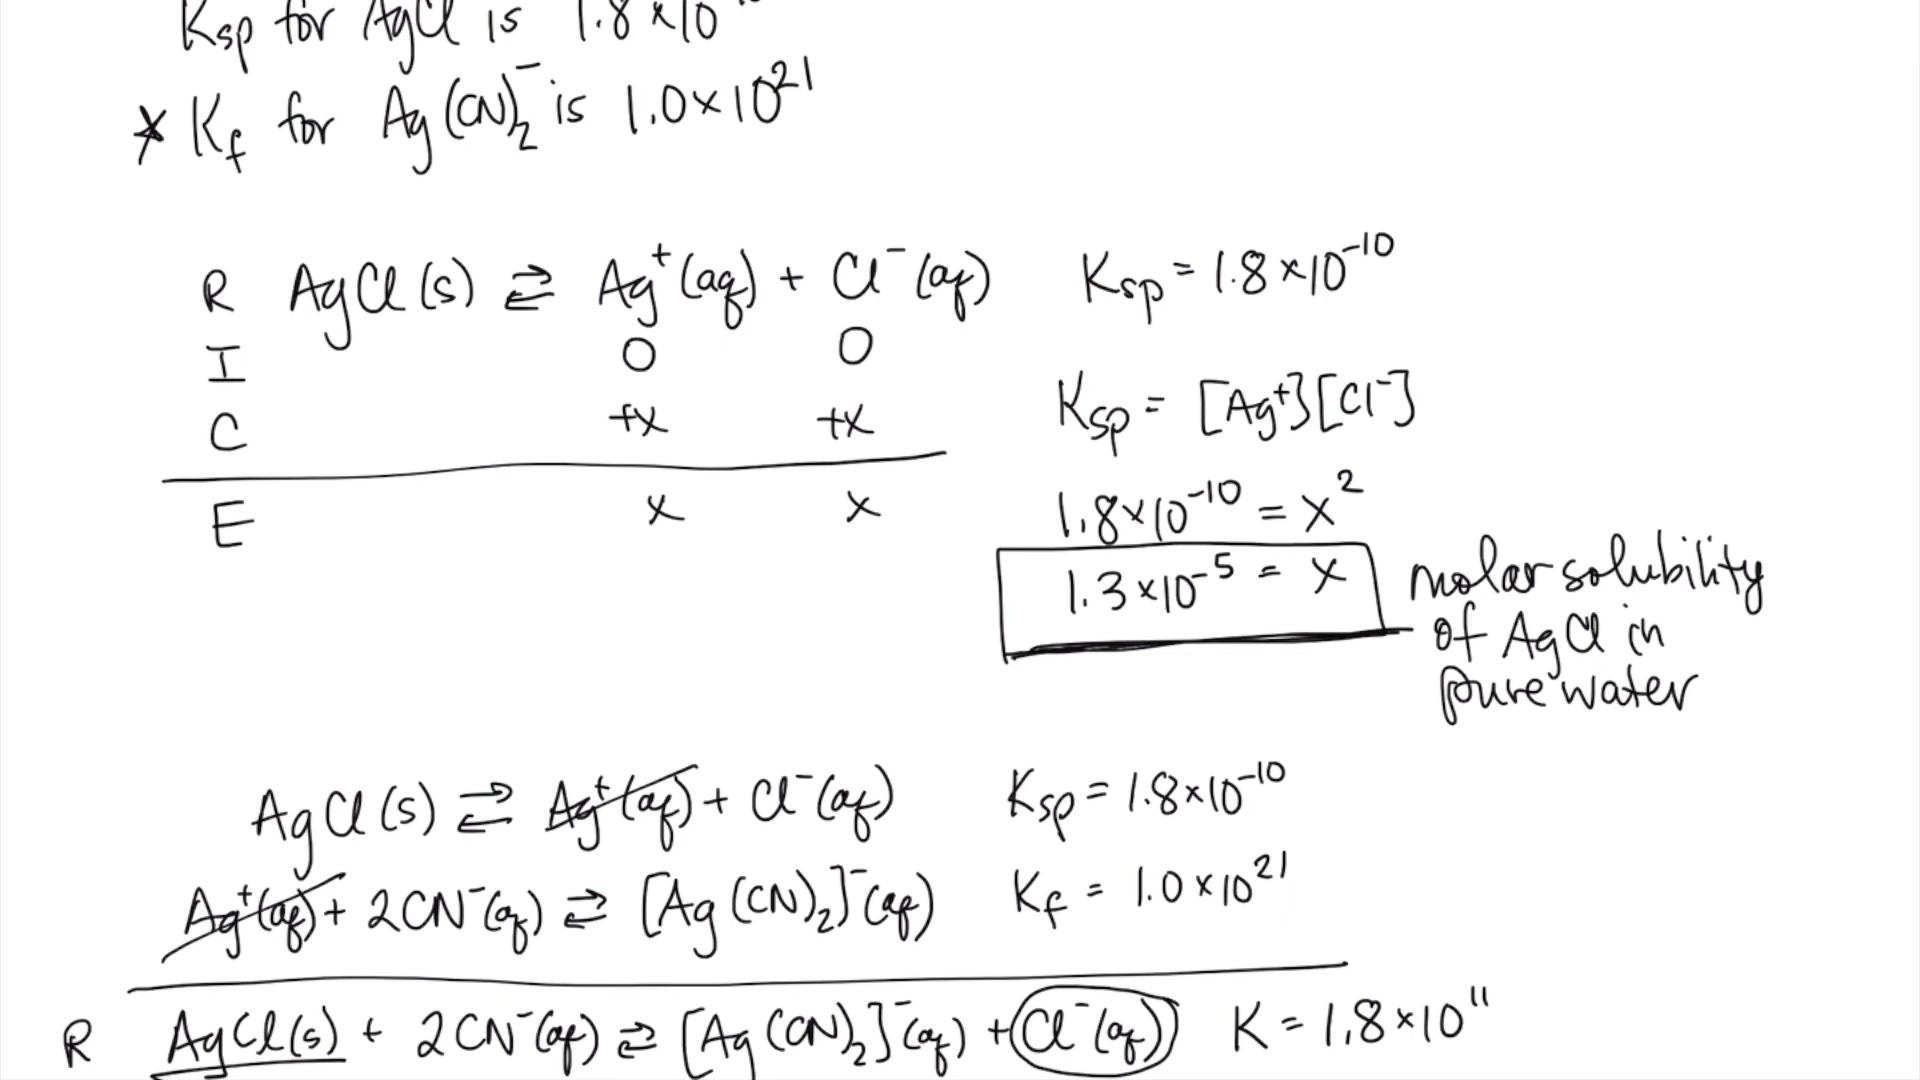 Ksp for AgCl is 1.8×10
* Kf for Ag(CN)₂⁻ is 1.0×10²¹
R AgCl(s) ⇌ Ag⁺(aq) + Cl⁻(aq) Ksp = 1.8×10⁻¹⁰
I 0 0
C +x +x
Ksp = [Ag⁺][Cl⁻]
E x x
1.8×10⁻¹⁰ = x²
1.3×10⁻⁵ = x
molar solubility
of AgCl in
pure water
AgCl(s) ⇌ Ag⁺(aq) + Cl⁻(aq) Ksp = 1.8×10⁻¹⁰
Ag⁺(aq) + 2CN⁻(aq) ⇌ [Ag(CN)₂]⁻(aq) Kf = 1.0×10²¹
R AgCl(s) + 2CN⁻(aq) ⇌ [Ag(CN)₂]⁻(aq) + Cl⁻(aq) K = 1.8×10¹¹